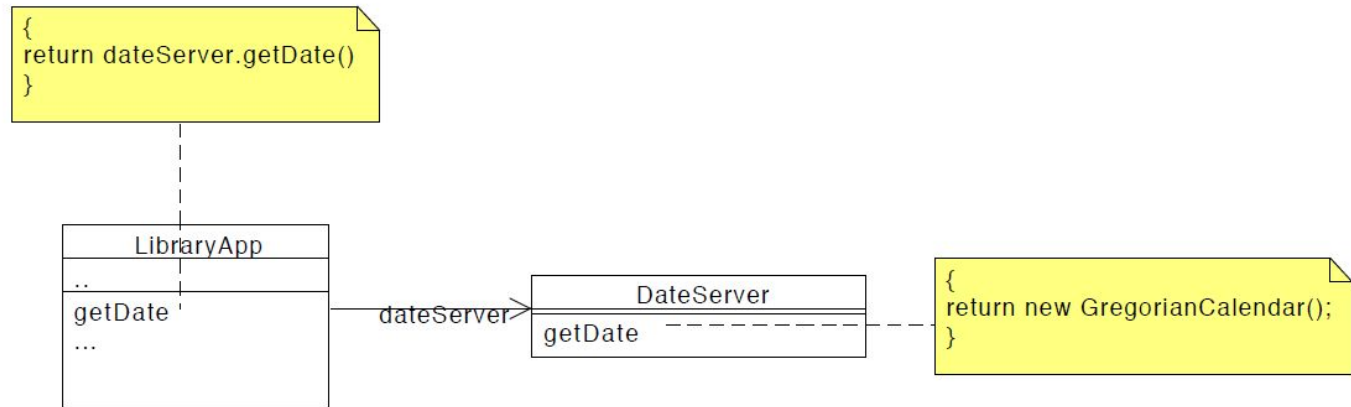 {
return dateServer.getDate()
}
LibraryApp
..
getDate
...
dateServer
DateServer
getDate
{
return new GregorianCalendar();
}